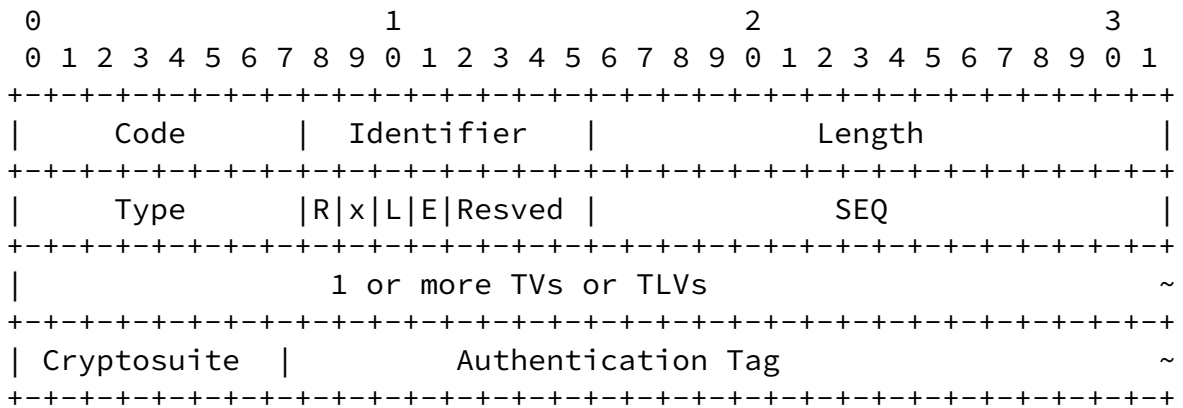 0                   1                   2                   3
 0 1 2 3 4 5 6 7 8 9 0 1 2 3 4 5 6 7 8 9 0 1 2 3 4 5 6 7 8 9 0 1
+-+-+-+-+-+-+-+-+-+-+-+-+-+-+-+-+-+-+-+-+-+-+-+-+-+-+-+-+-+-+-+-+
|     Code      |  Identifier   |            Length             |
+-+-+-+-+-+-+-+-+-+-+-+-+-+-+-+-+-+-+-+-+-+-+-+-+-+-+-+-+-+-+-+-+
|     Type      |R|x|L|E|Resved |             SEQ               |
+-+-+-+-+-+-+-+-+-+-+-+-+-+-+-+-+-+-+-+-+-+-+-+-+-+-+-+-+-+-+-+-+
|                 1 or more TVs or TLVs                         ~
+-+-+-+-+-+-+-+-+-+-+-+-+-+-+-+-+-+-+-+-+-+-+-+-+-+-+-+-+-+-+-+-+
| Cryptosuite  |         Authentication Tag                     ~
+-+-+-+-+-+-+-+-+-+-+-+-+-+-+-+-+-+-+-+-+-+-+-+-+-+-+-+-+-+-+-+-+